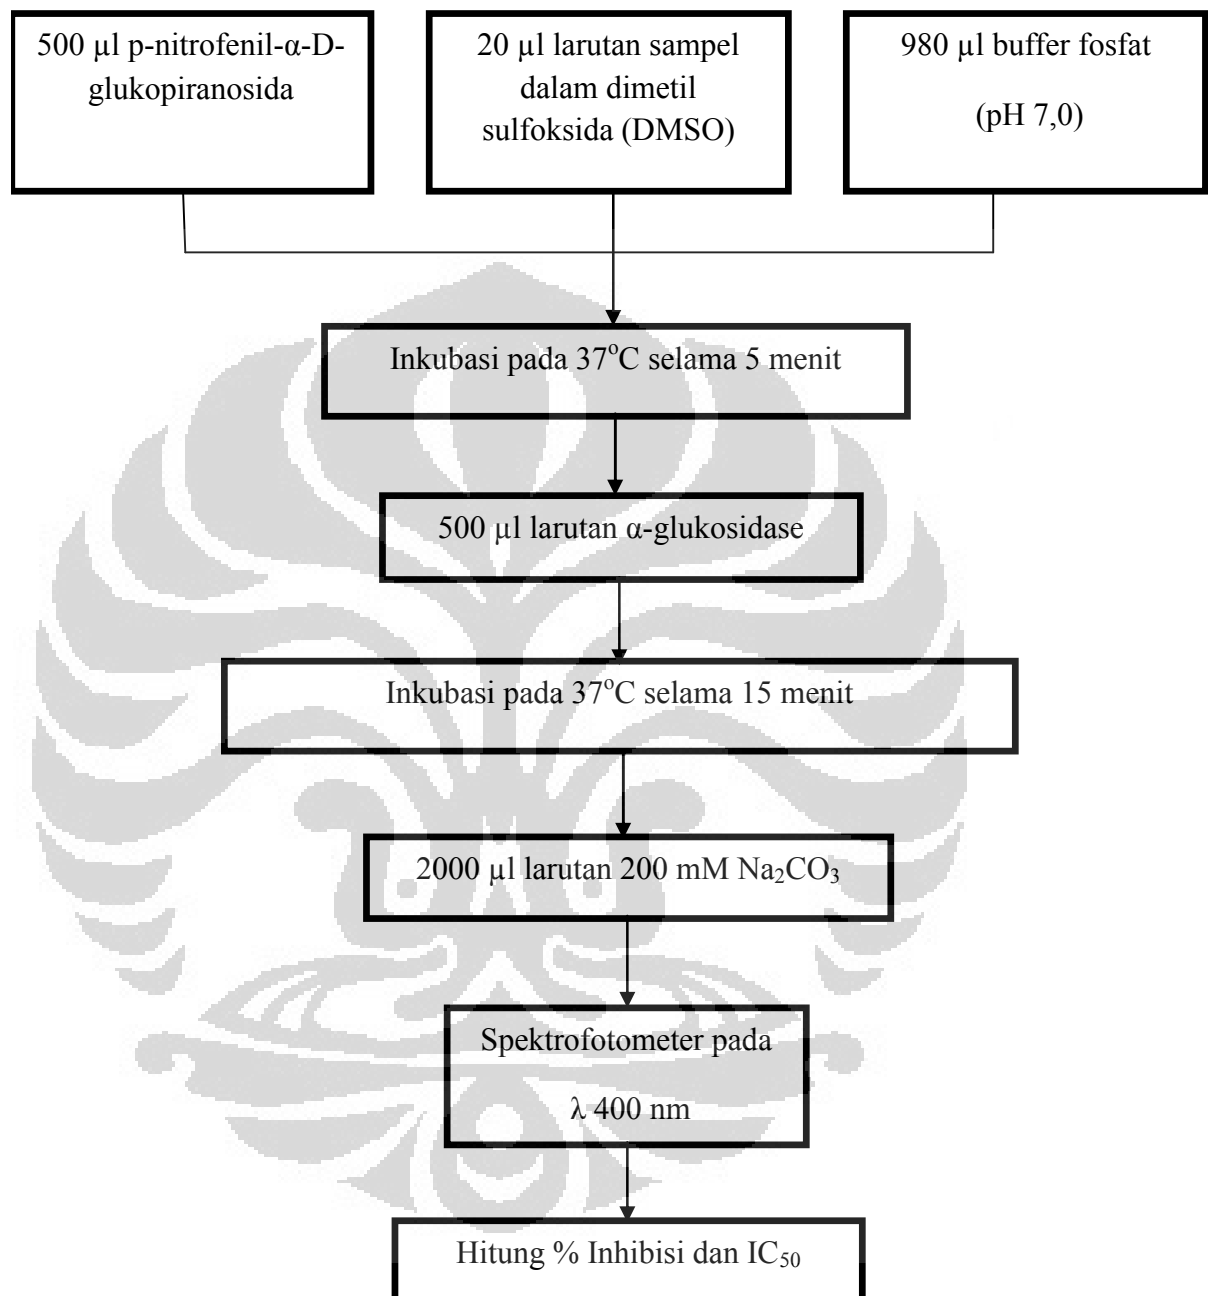 500 µl p-nitrofenil-α-D-
glukopiranosida
20 µl larutan sampel
dalam dimetil
sulfoksida (DMSO)
980 µl buffer fosfat
(pH 7,0)
Inkubasi pada 37°C selama 5 menit
500 µl larutan α-glukosidase
Inkubasi pada 37°C selama 15 menit
2000 µl larutan 200 mM Na₂CO₃
Spektrofotometer pada
λ 400 nm
Hitung % Inhibisi dan IC₅₀